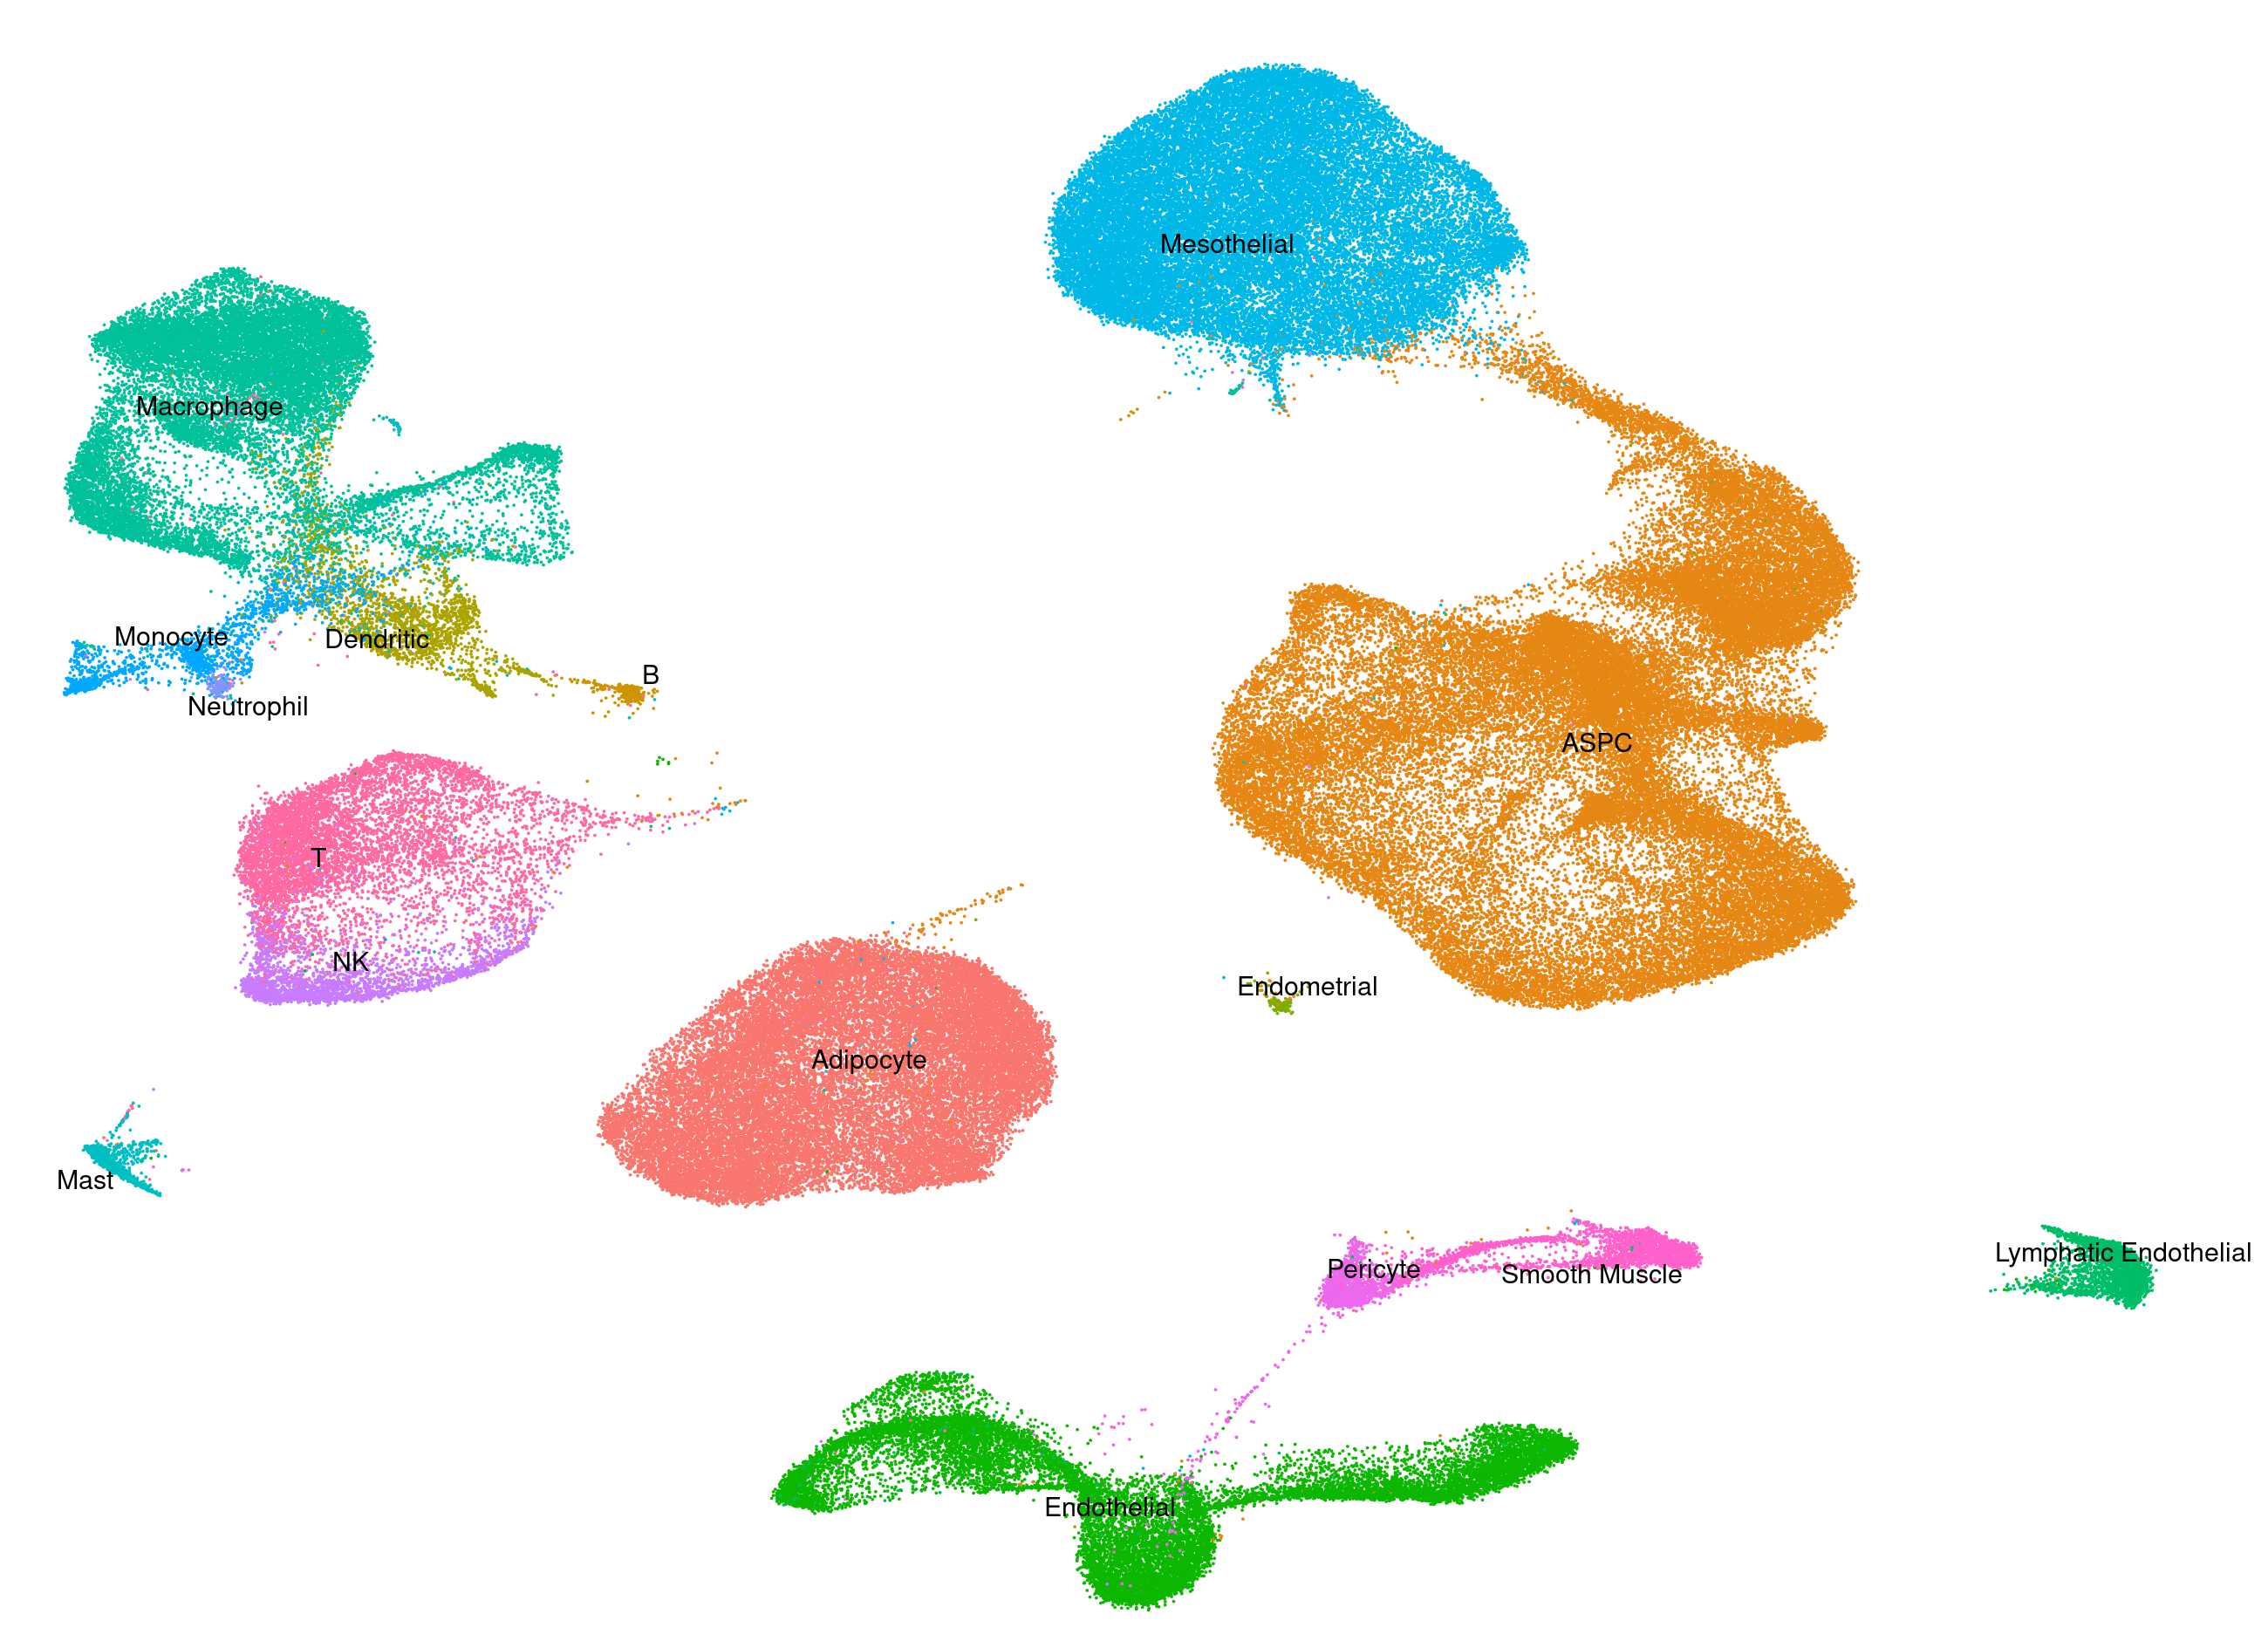 Mesothelial
Macrophage
Monocyte
Dendritic
B
Neutrophil
ASPC
T
NK
Endometrial
Adipocyte
Mast
Lymphatic Endothelial
Pericyte
Smooth Muscle
Endothelial